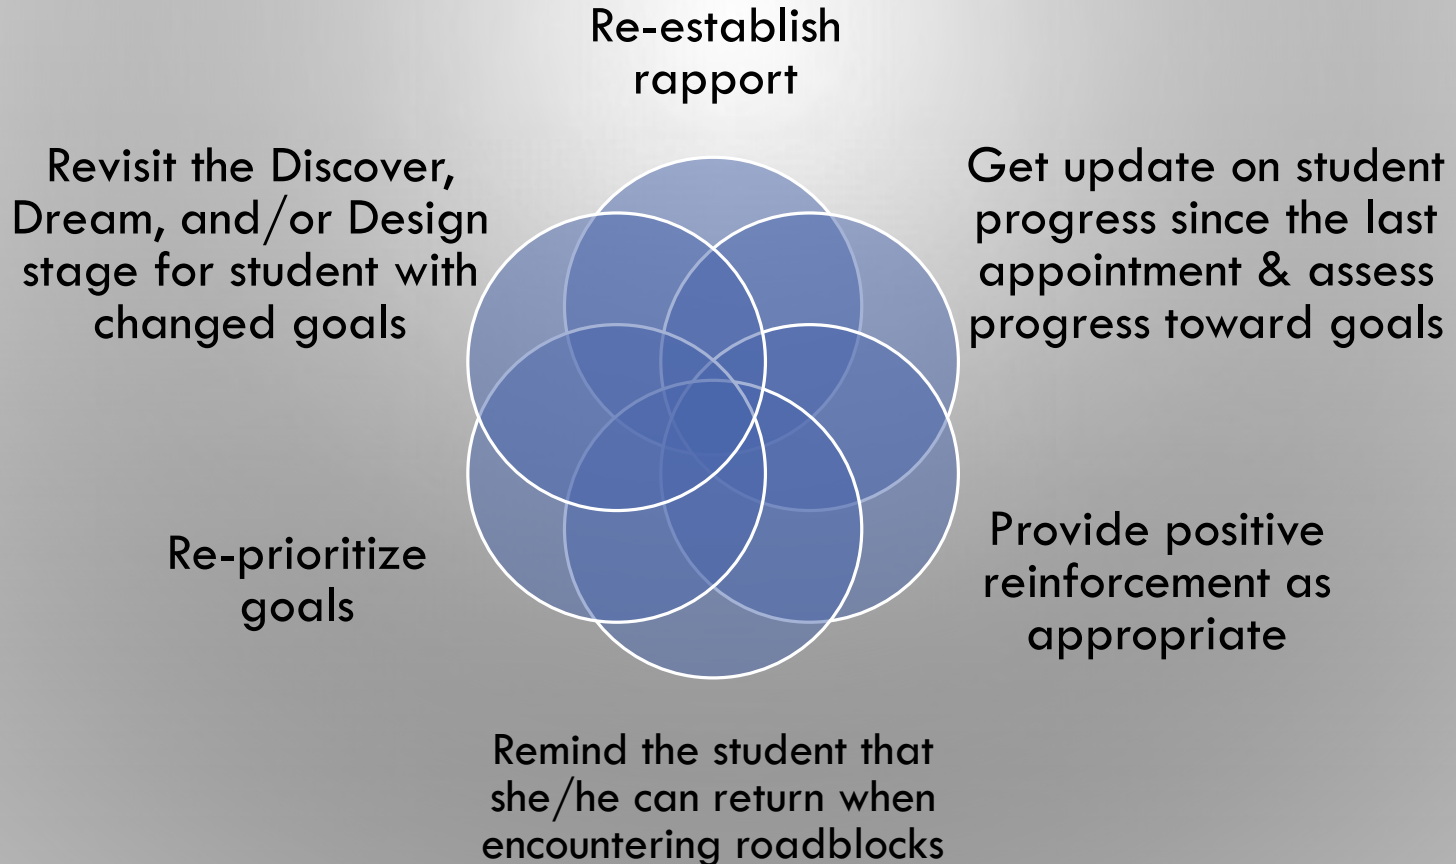 Re-establish
rapport
Get update on student
progress since the last
appointment & assess
progress toward goals
Provide positive
reinforcement as
appropriate
Remind the student that
she/he can return when
encountering roadblocks
Re-prioritize
goals
Revisit the Discover,
Dream, and/or Design
stage for student with
changed goals